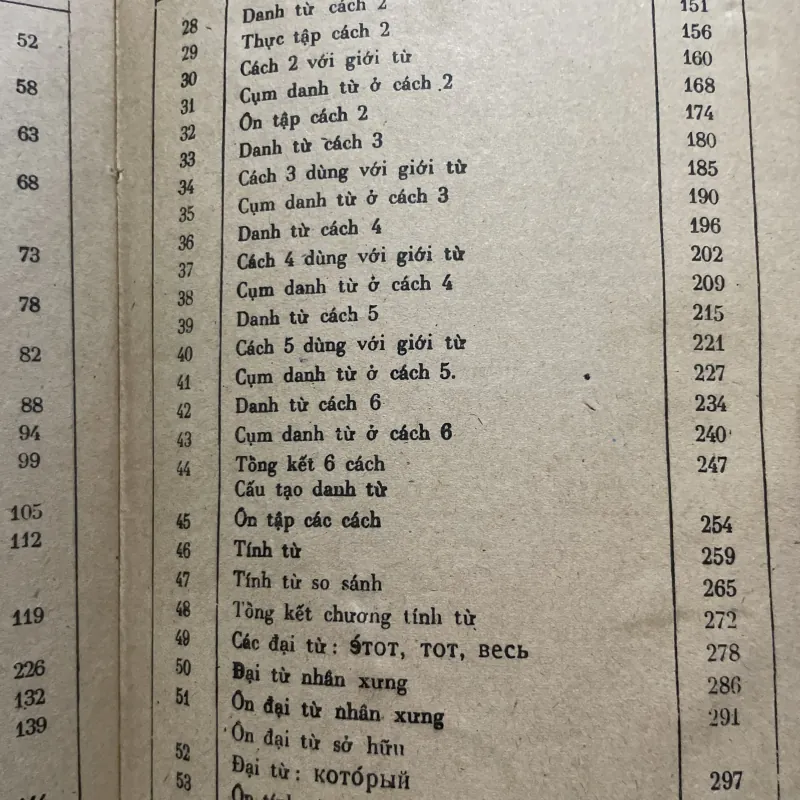 52
58
63
68
73
78
82
88
94
99
105
112
119
226
132
139
28 Danh từ cách 2 151
29 Thực tập cách 2 156
30 Cách 2 với giới từ 160
31 Cụm danh từ ở cách 2 168
32 Ôn tập cách 2 174
33 Danh từ cách 3 180
34 Cách 3 dùng với giới từ 185
35 Cụm danh từ ở cách 3 190
36 Danh từ cách 4 196
37 Cách 4 dùng với giới từ 202
38 Cụm danh từ ở cách 4 209
39 Danh từ cách 5 215
40 Cách 5 dùng với giới từ 221
41 Cụm danh từ ở cách 5. 227
42 Danh từ cách 6 234
43 Cụm danh từ ở cách 6 240
44 Tổng kết 6 cách 247
Cấu tạo danh từ
45 Ôn tập các cách 254
46 Tính từ 259
47 Tính từ so sánh 265
48 Tổng kết chương tính từ 272
49 Các đại từ : э́тот, тот, весь 278
50 Đại từ nhân xưng 286
51 Ôn đại từ nhân xưng 291
52 Ôn đại từ sở hữu
53 Đại từ : кото́рый 297